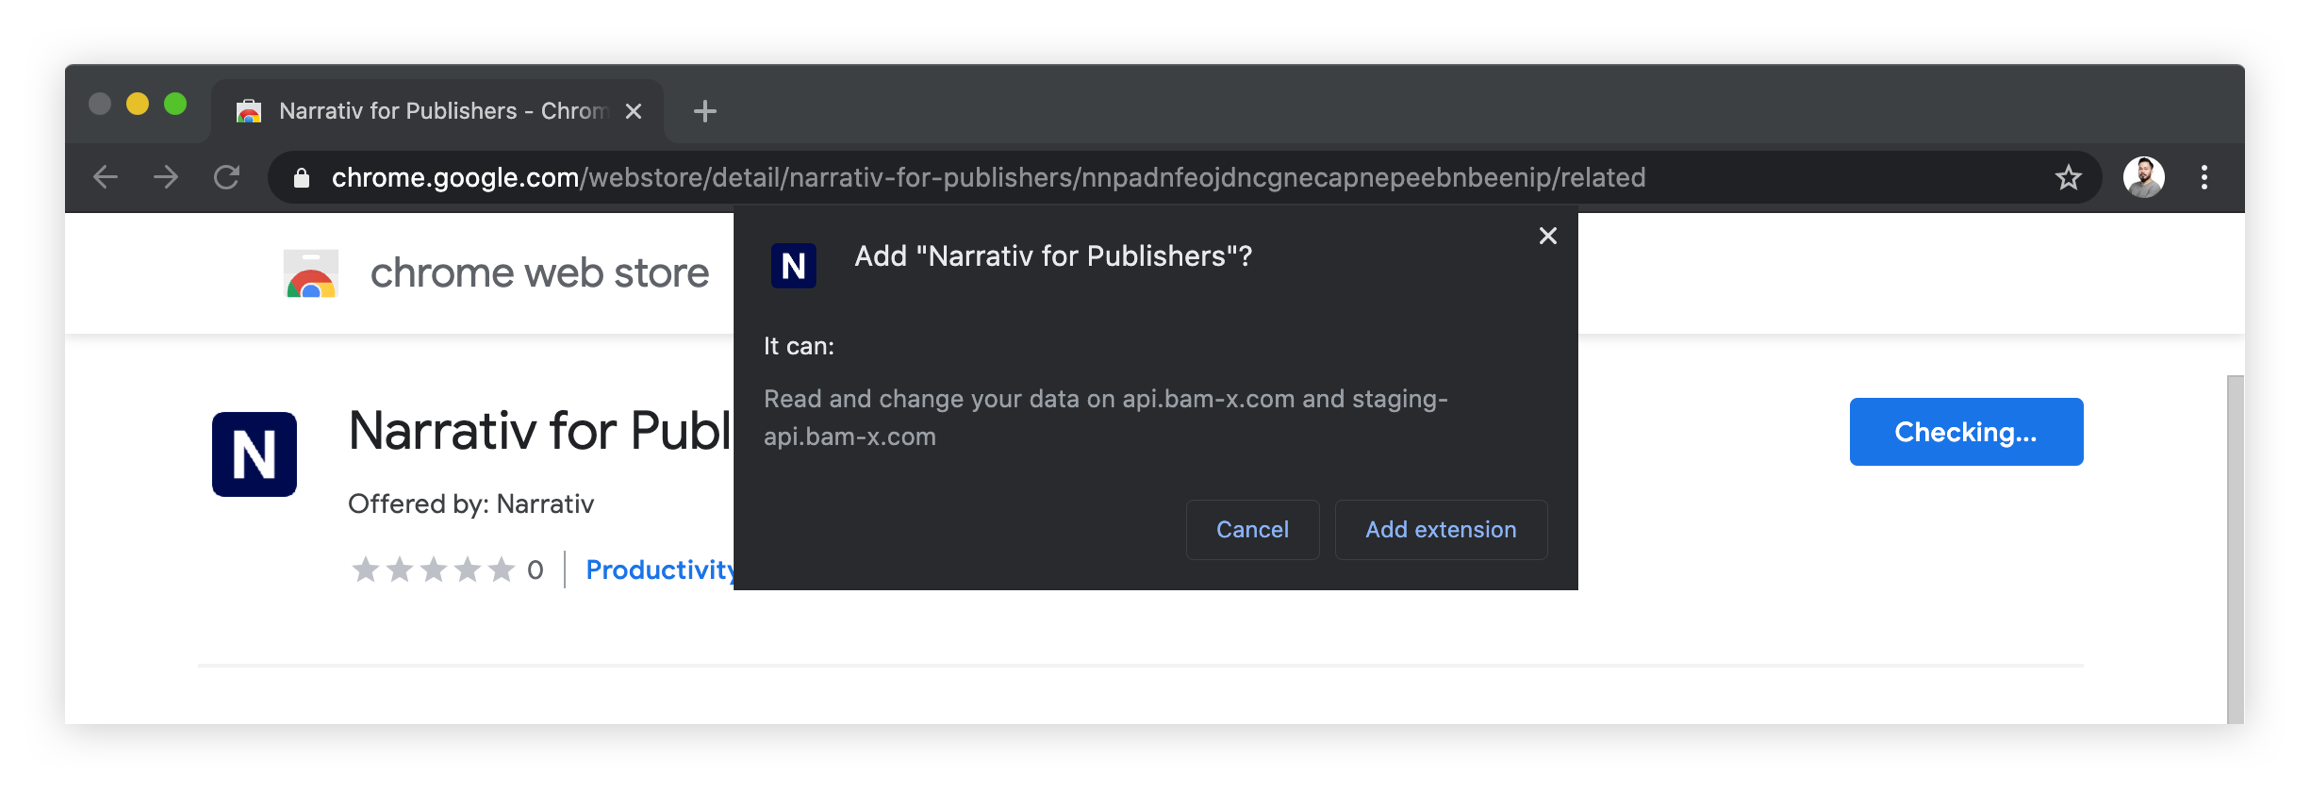 Narrativ for Publishers - Chrom
chrome.google.com/webstore/detail/narrativ-for-publishers/nnpadnfeojdncgnecapnepeebnbeenip/related
chrome web store
N
Add "Narrativ for Publishers"?
It can:
Read and change your data on api.bam-x.com and staging-
api.bam-x.com
Cancel
Add extension
N
Narrativ for Publ
Offered by: Narrativ
0
Productivity
Checking...